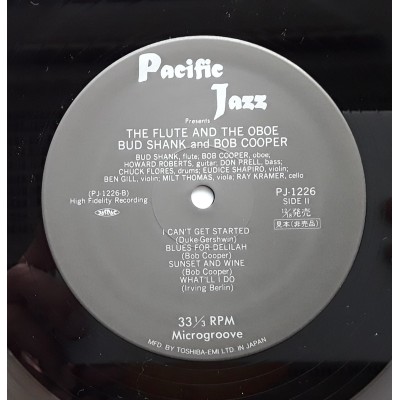 Pacific
Jazz
Presents
THE FLUTE AND THE OBOE
BUD SHANK and BOB COOPER
BUD SHANK, flute; BOB COOPER, oboe;
HOWARD ROBERTS, guitar; DON PRELL, bass;
CHUCK FLORES, drums; EUDICE SHAPIRO, violin;
BEN GILL, violin; MILT THOMAS, viola; RAY KRAMER, cello
(PJ-1226-B)
High Fidelity Recording
PJ-1226
SIDE II
発売
見本(非売品)
I CAN'T GET STARTED
(Duke-Gershwin)
BLUES FOR DELILAH
(Bob Cooper)
SUNSET AND WINE
(Bob Cooper)
WHAT'LL I DO
(Irving Berlin)
33 1/3 RPM
Microgroove
MFD. BY TOSHIBA-EMI LTD. IN JAPAN